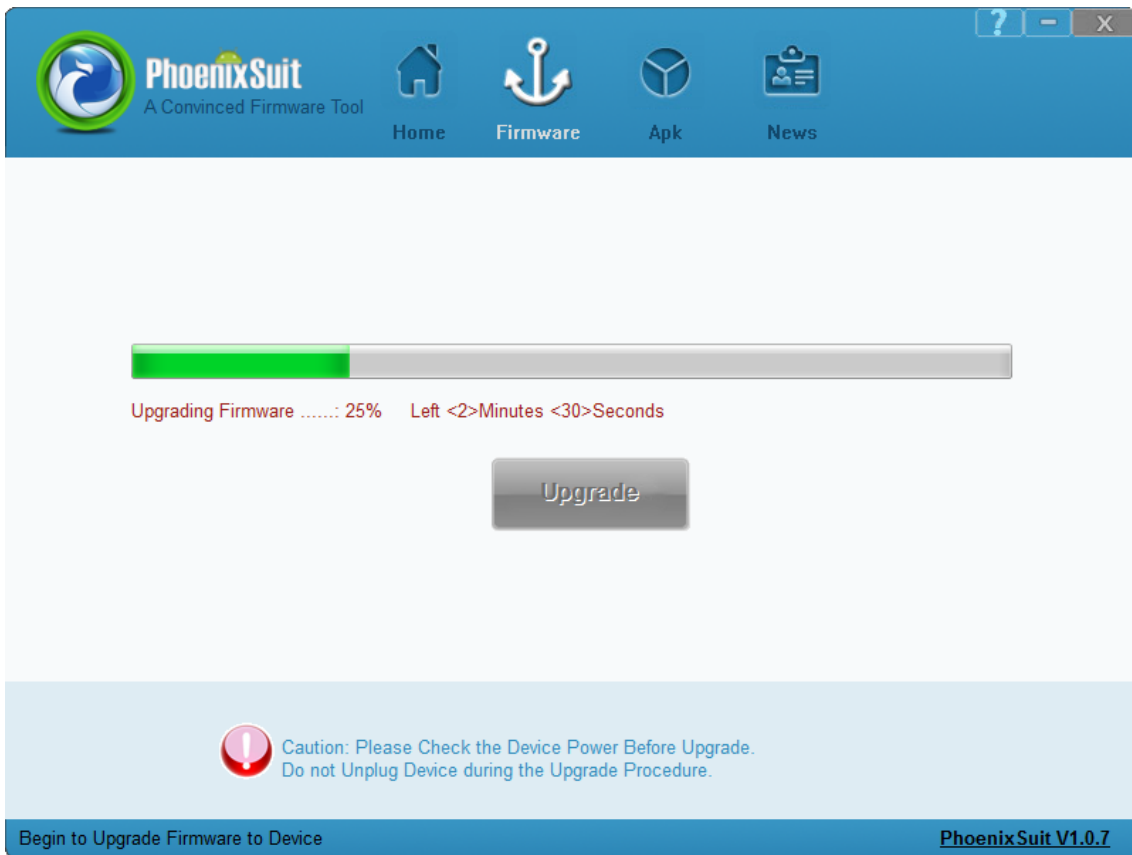 ? - X
PhoenixSuit
A Convinced Firmware Tool
Home Firmware Apk News
Upgrading Firmware ......: 25% Left <2>Minutes <30>Seconds
Upgrade
Caution: Please Check the Device Power Before Upgrade.
Do not Unplug Device during the Upgrade Procedure.
Begin to Upgrade Firmware to Device PhoenixSuit V1.0.7